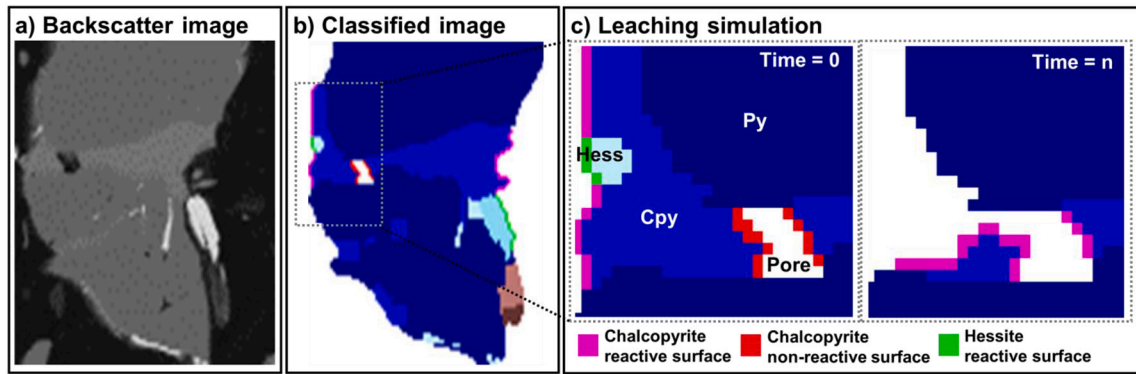 a) Backscatter image
b) Classified image
c) Leaching simulation
Time = 0
Time = n
Py
Hess
Cpy
Pore
Chalcopyrite
reactive surface
Chalcopyrite
non-reactive surface
Hessite
reactive surface